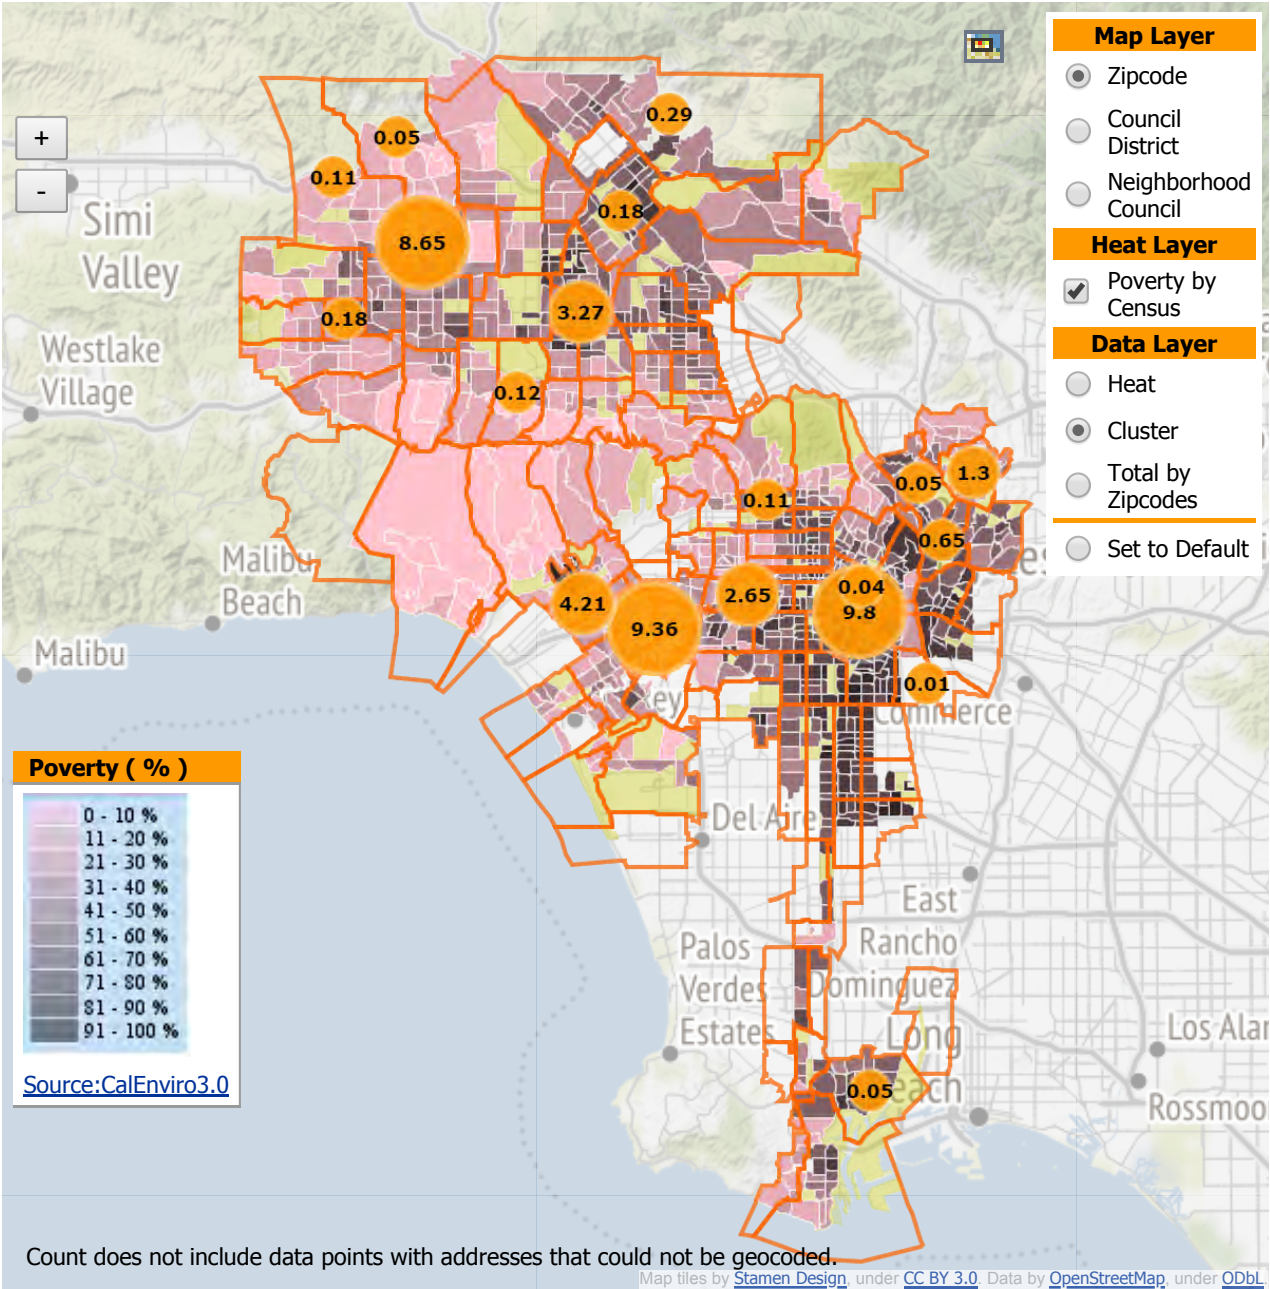 Map Layer
Zipcode
Council
District
Neighborhood
Council
Heat Layer
Poverty by
Census
Data Layer
Heat
Cluster
Total by
Zipcodes
Set to Default
+
-
0.29
0.05
0.11
0.18
8.65
3.27
0.18
0.12
Simi
Valley
Westlake
Village
1.3
0.05
0.11
0.65
Malibu
Beach
0.04
9.8
2.65
4.21
9.36
Malibu
0.01
Commerce
Poverty ( % )
0 - 10 %
11 - 20 %
21 - 30 %
31 - 40 %
41 - 50 %
51 - 60 %
61 - 70 %
71 - 80 %
81 - 90 %
91 - 100 %
Source:CalEnviro3.0
Del Aire
East
Rancho
Dominguez
Palos
Verdes
Estates
Long
each
0.05
Los Alar
Rossmoo
Count does not include data points with addresses that could not be geocoded.
Map tiles by Stamen Design, under CC BY 3.0. Data by OpenStreetMap, under ODbL.